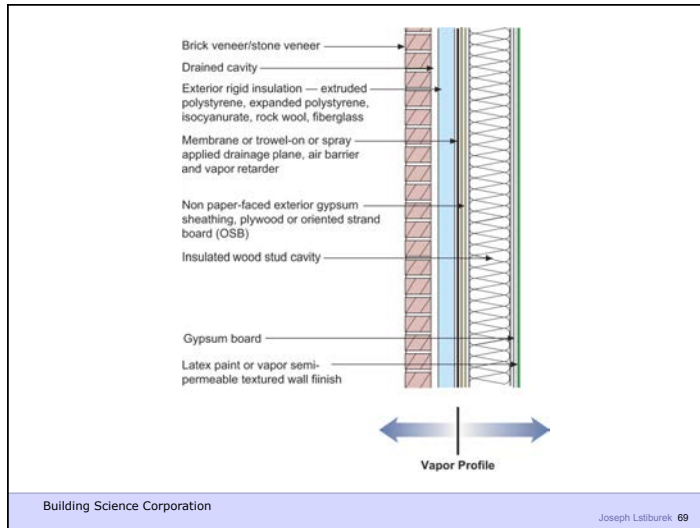 Brick veneer/stone veneer
Drained cavity
Exterior rigid insulation — extruded
polystyrene, expanded polystyrene,
isocyanurate, rock wool, fiberglass
Membrane or trowel-on or spray
applied drainage plane, air barrier
and vapor retarder
Non paper-faced exterior gypsum
sheathing, plywood or oriented strand
board (OSB)
Insulated wood stud cavity
Gypsum board
Latex paint or vapor semi-
permeable textured wall fiinish
Vapor Profile
Building Science Corporation
Joseph Lstiburek 69